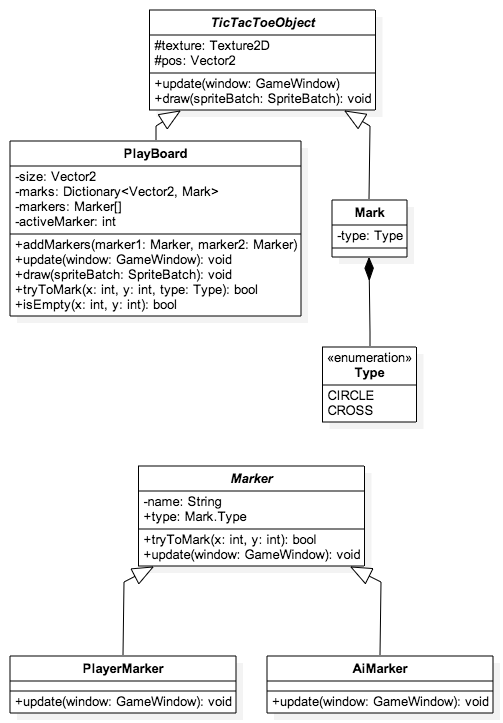 TicTacToeObject
#texture: Texture2D
#pos: Vector2
+update(window: GameWindow)
+draw(spriteBatch: SpriteBatch): void
PlayBoard
-size: Vector2
-marks: Dictionary<Vector2, Mark>
-markers: Marker[]
-activeMarker: int
+addMarkers(marker1: Marker, marker2: Marker)
+update(window: GameWindow): void
+draw(spriteBatch: SpriteBatch): void
+tryToMark(x: int, y: int, type: Type): bool
+isEmpty(x: int, y: int): bool
Mark
-type: Type
«enumeration»
Type
CIRCLE
CROSS
Marker
-name: String
+type: Mark.Type
+tryToMark(x: int, y: int): bool
+update(window: GameWindow): void
PlayerMarker
+update(window: GameWindow): void
AiMarker
+update(window: GameWindow): void